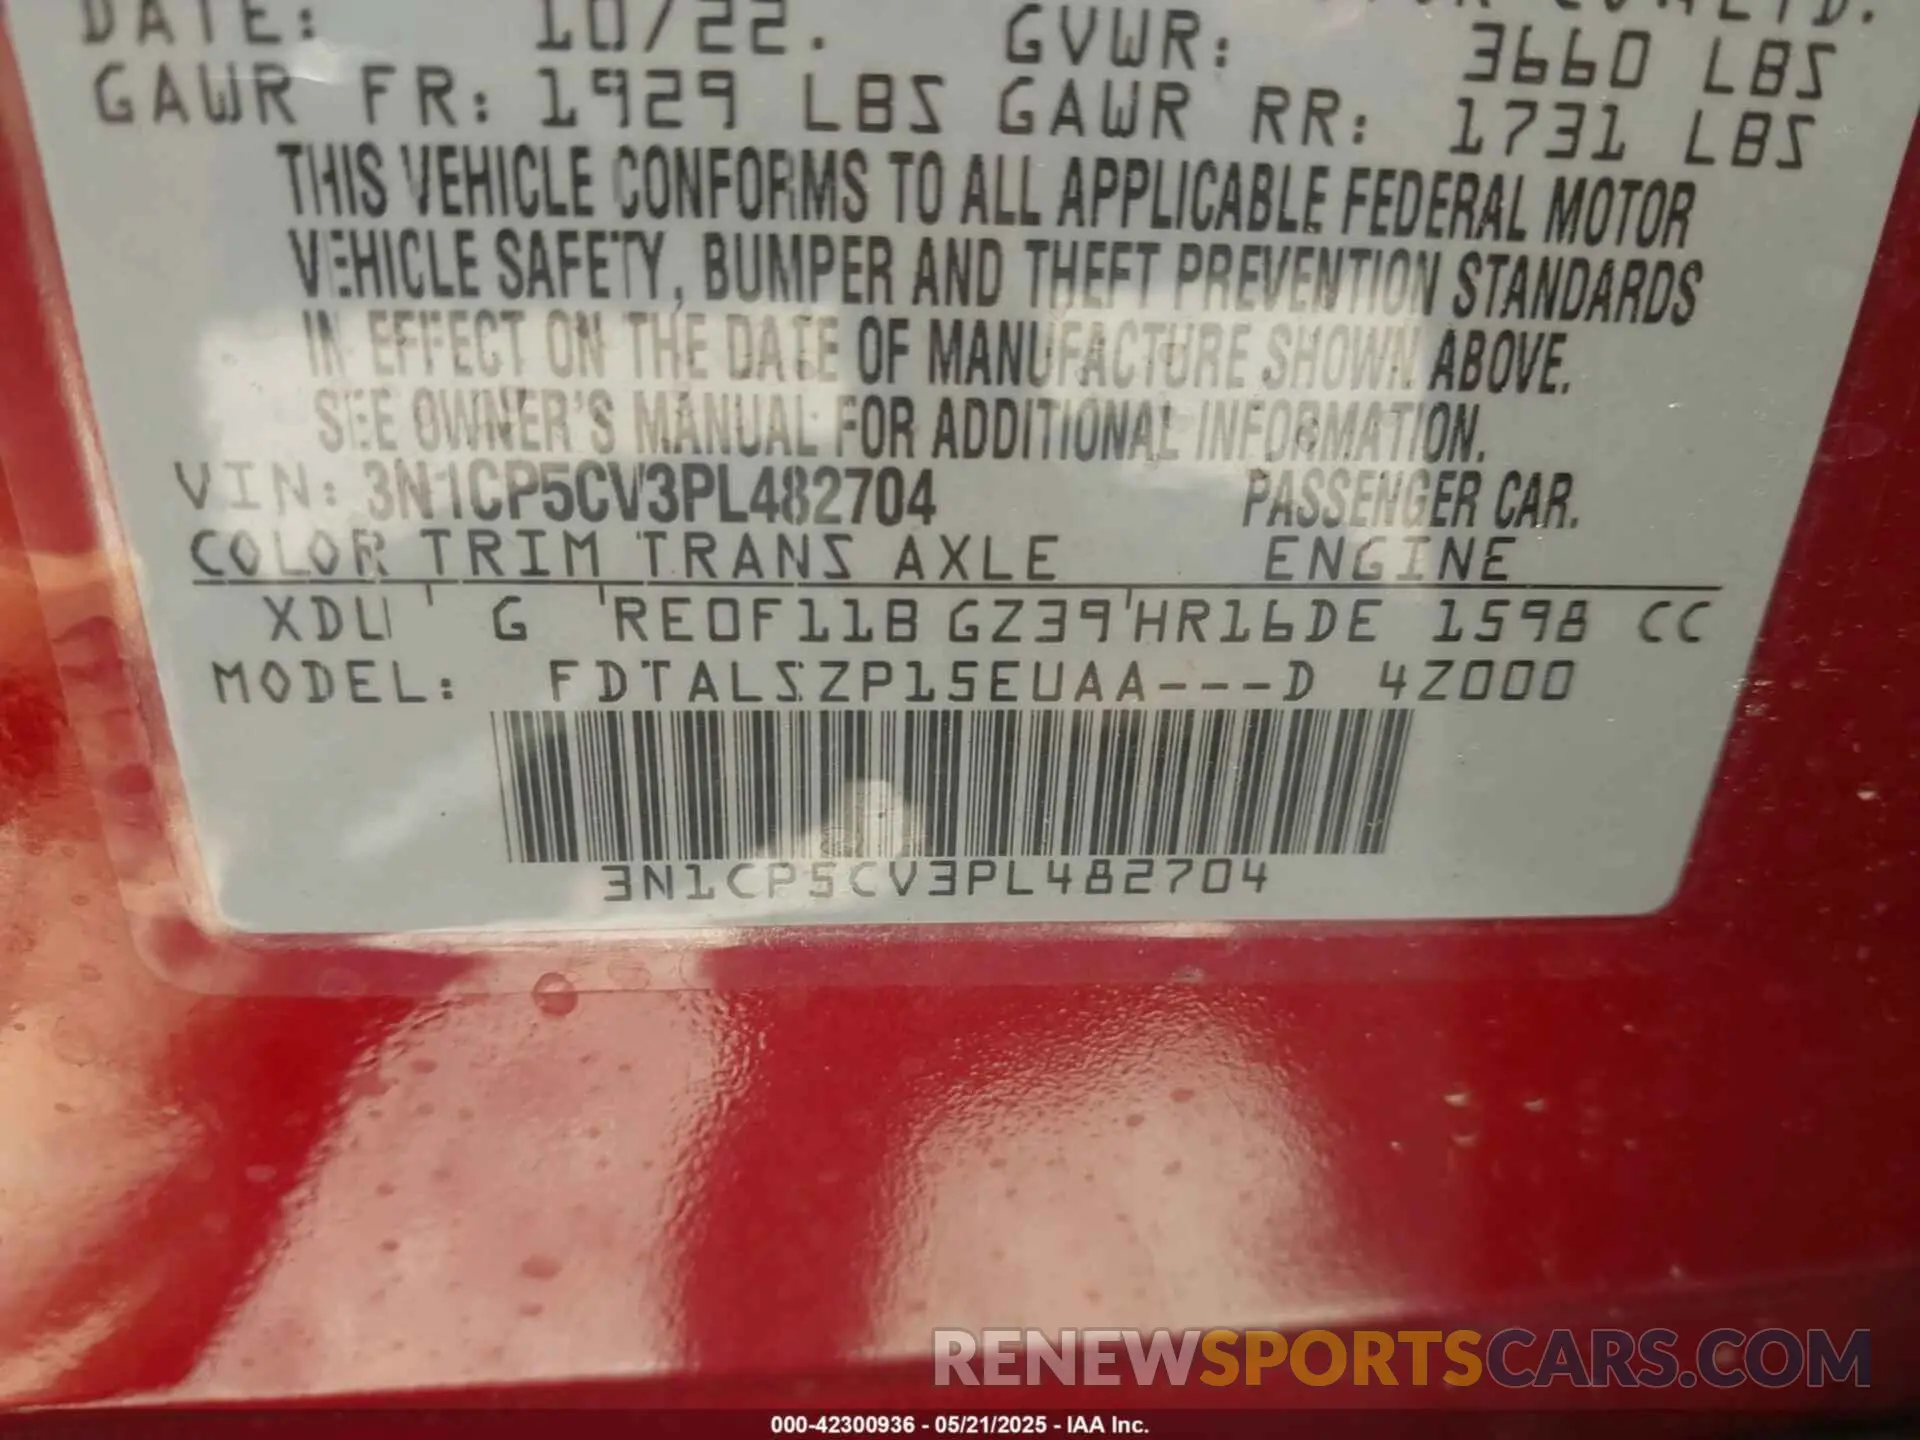 DATE: 10/22. GVWR: 3660 LBS
GAWR FR: 1929 LBS GAWR RR: 1731 LBS
THIS VEHICLE CONFORMS TO ALL APPLICABLE FEDERAL MOTOR
VEHICLE SAFETY, BUMPER AND THEFT PREVENTION STANDARDS
IN EFFECT ON THE DATE OF MANUFACTURE SHOWN ABOVE.
SEE OWNER'S MANUAL FOR ADDITIONAL INFORMATION.
VIN: 3N1CP5CV3PL482704 PASSENGER CAR.
COLOR TRIM TRANS AXLE ENGINE
XDU G RE0F11B GZ39 HR16DE 1598 CC
MODEL: FDTALSZP15EUAA---D 4Z000
3N1CP5CV3PL482704
RENEWSPORTSCARS.COM
000-42300936 - 05/21/2025 - IAA Inc.